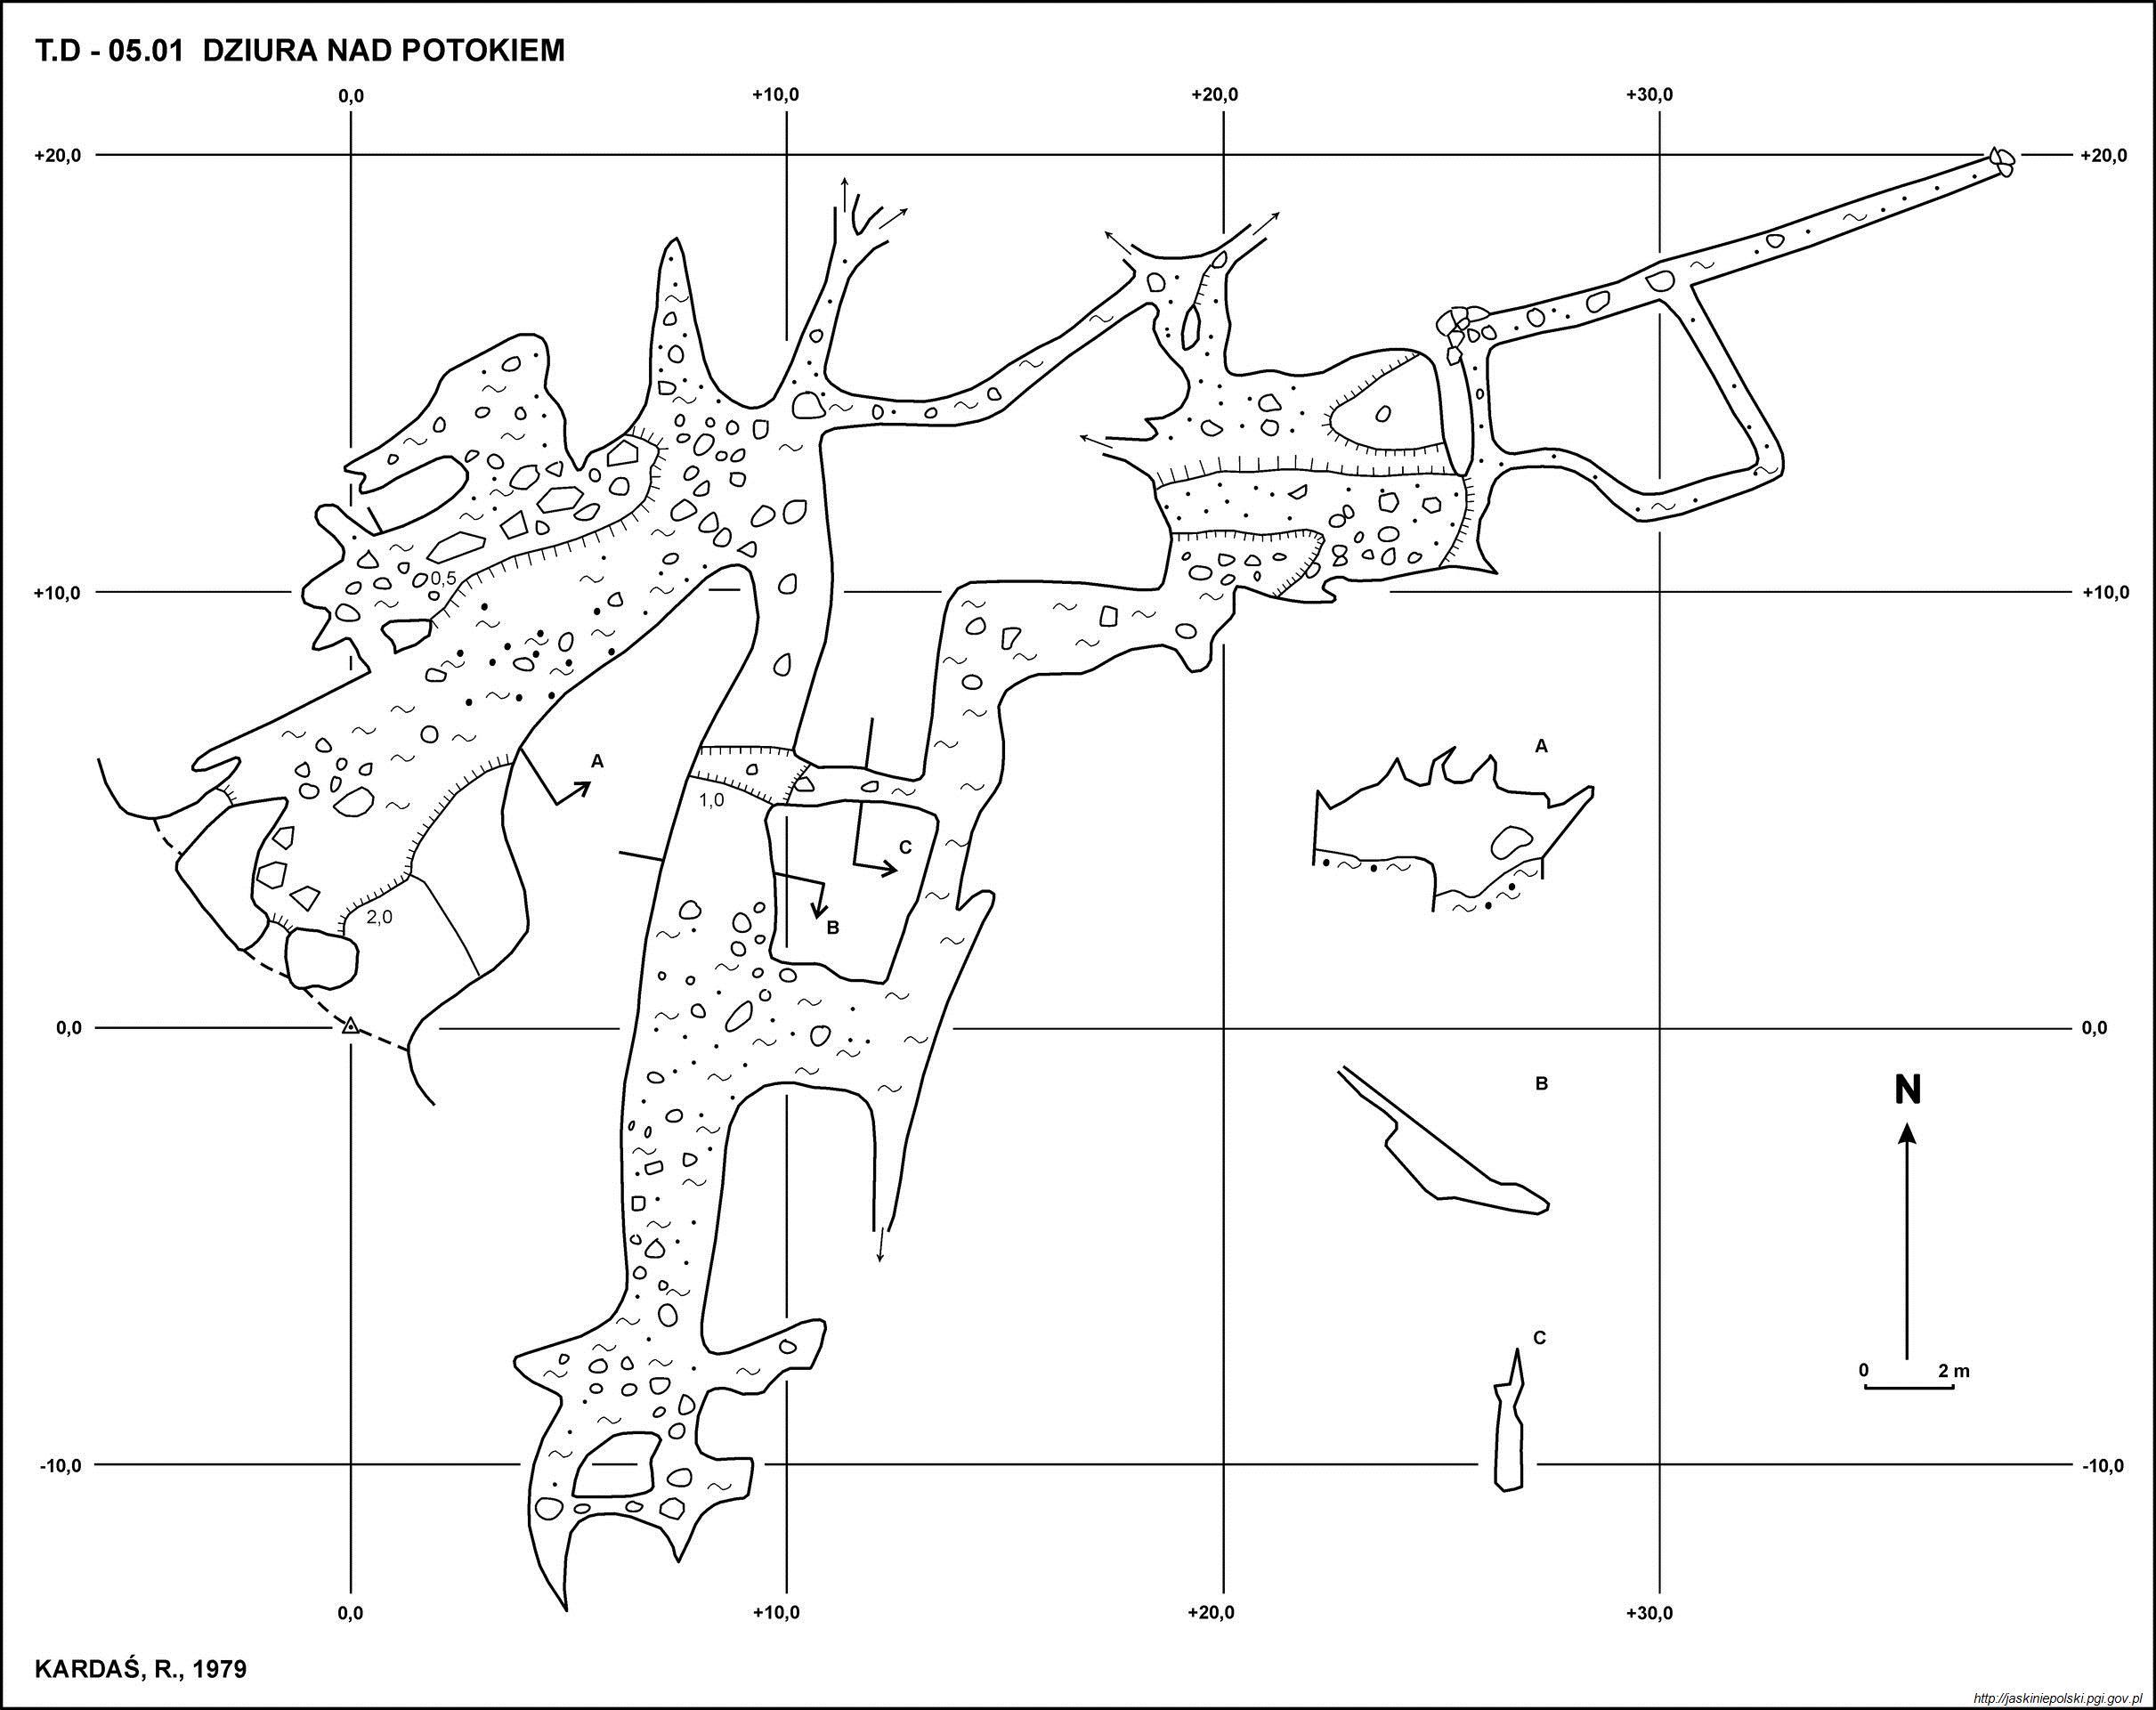 T.D - 05.01 DZIURA NAD POTOKIEM
0,0 +10,0 +20,0 +30,0
+20,0 +20,0
+10,0 +10,0
0,5
A A
1,0
C
B
2,0
0,0 0,0
B
N
C
0 2 m
-10,0 -10,0
0,0 +10,0 +20,0 +30,0
KARDAŚ, R., 1979
http://jaskiniepolski.pgi.gov.pl